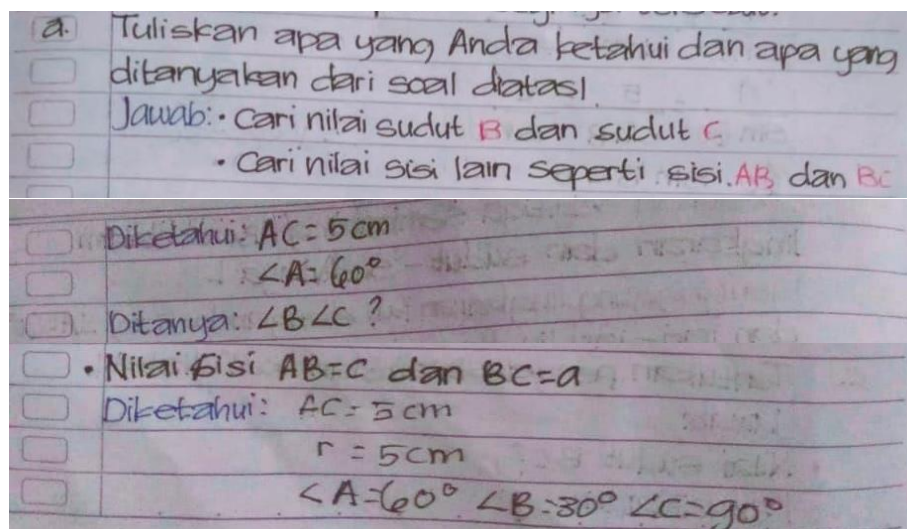 a. Tuliskan apa yang Anda ketahui dan apa yang
ditanyakan dari soal diatas!
Jawab: • Cari nilai sudut B dan sudut C
• Cari nilai sisi lain seperti sisi AB dan BC
Diketahui: AC = 5 cm
∠A = 60°
Ditanya: ∠B ∠C ?
• Nilai sisi AB = C dan BC = a
Diketahui: AC = 5 cm
r = 5 cm
∠A = 60° ∠B = 30° ∠C = 90°